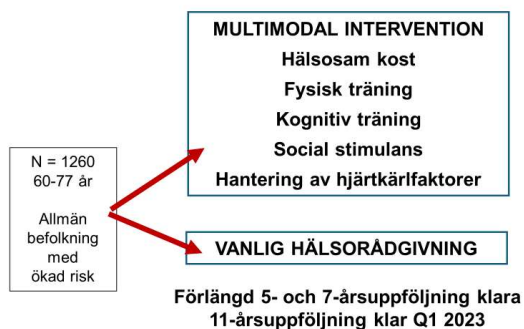 MULTIMODAL INTERVENTION
Hälsosam kost
Fysisk träning
Kognitiv träning
Social stimulans
Hantering av hjärtkärlfaktorer
N = 1260
60-77 år
Allmän
befolkning
med
ökad risk
VANLIG HÄLSORÅDGIVNING
Förlängd 5- och 7-årsuppföljning klara
11-årsuppföljning klar Q1 2023